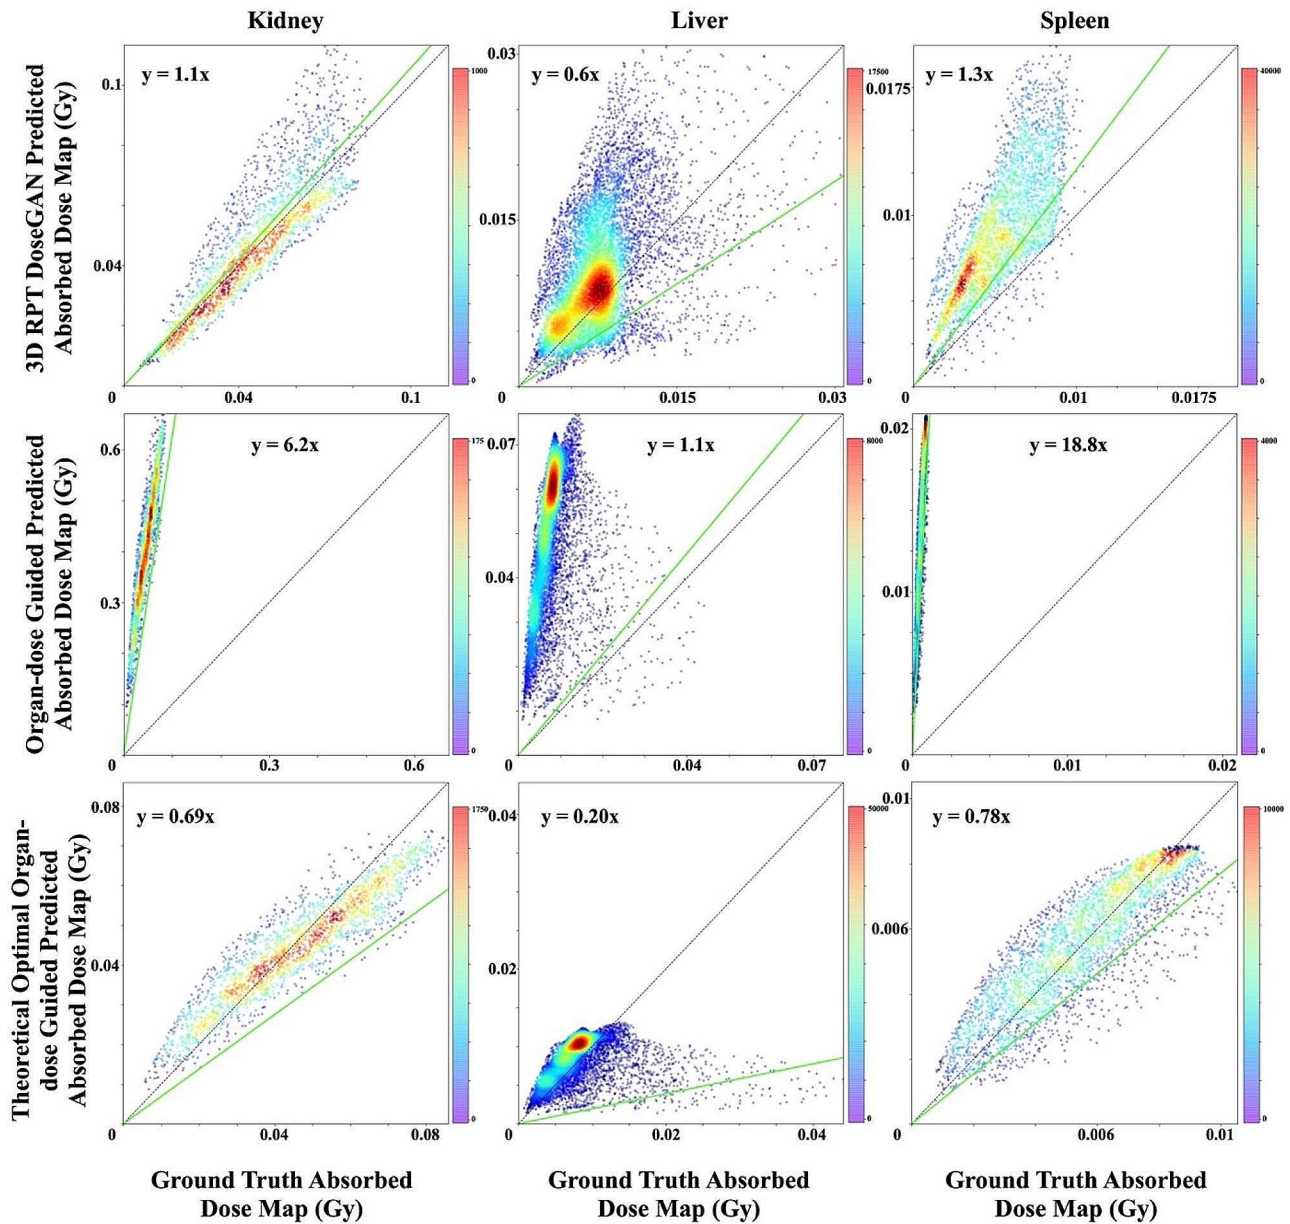 Kidney
Liver
Spleen
3D RPT DoseGAN Predicted
Absorbed Dose Map (Gy)
y = 1.1x
0.1
0.04
0
0.04
0.1
1000
0
y = 0.6x
0.03
0.015
0
0.015
0.03
17500
0
y = 1.3x
0.0175
0.01
0
0.01
0.0175
40000
0
Organ-dose Guided Predicted
Absorbed Dose Map (Gy)
y = 6.2x
0.6
0.3
0
0.3
0.6
175
0
y = 1.1x
0.07
0.04
0
0.04
0.07
8000
0
y = 18.8x
0.02
0.01
0
0.01
0.02
4000
0
Theoretical Optimal Organ-
dose Guided Predicted
Absorbed Dose Map (Gy)
y = 0.69x
0.08
0.04
0
0.04
0.08
1750
0
y = 0.20x
0.04
0.02
0
0.02
0.04
50000
0
y = 0.78x
0.01
0.006
0
0.006
0.01
10000
0
Ground Truth Absorbed
Dose Map (Gy)
Ground Truth Absorbed
Dose Map (Gy)
Ground Truth Absorbed
Dose Map (Gy)